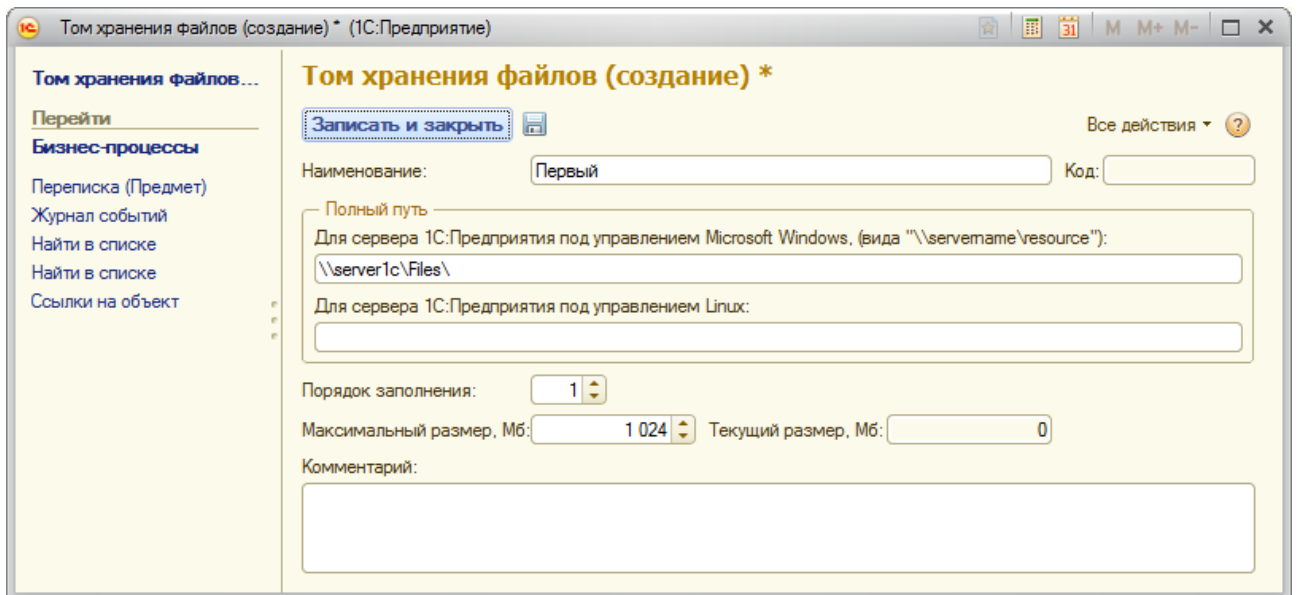 Том хранения файлов (создание) * (1С:Предприятие)
31 M M+ M-
Том хранения файлов...
Перейти
Бизнес-процессы
Переписка (Предмет)
Журнал событий
Найти в списке
Найти в списке
Ссылки на объект
Том хранения файлов (создание) *
Записать и закрыть
Все действия ?
Наименование: Первый Код:
Полный путь
Для сервера 1С:Предприятия под управлением Microsoft Windows, (вида "\\servername\resource"):
\\server1c\Files\
Для сервера 1С:Предприятия под управлением Linux:
Порядок заполнения: 1
Максимальный размер, Мб: 1 024 Текущий размер, Мб: 0
Комментарий: